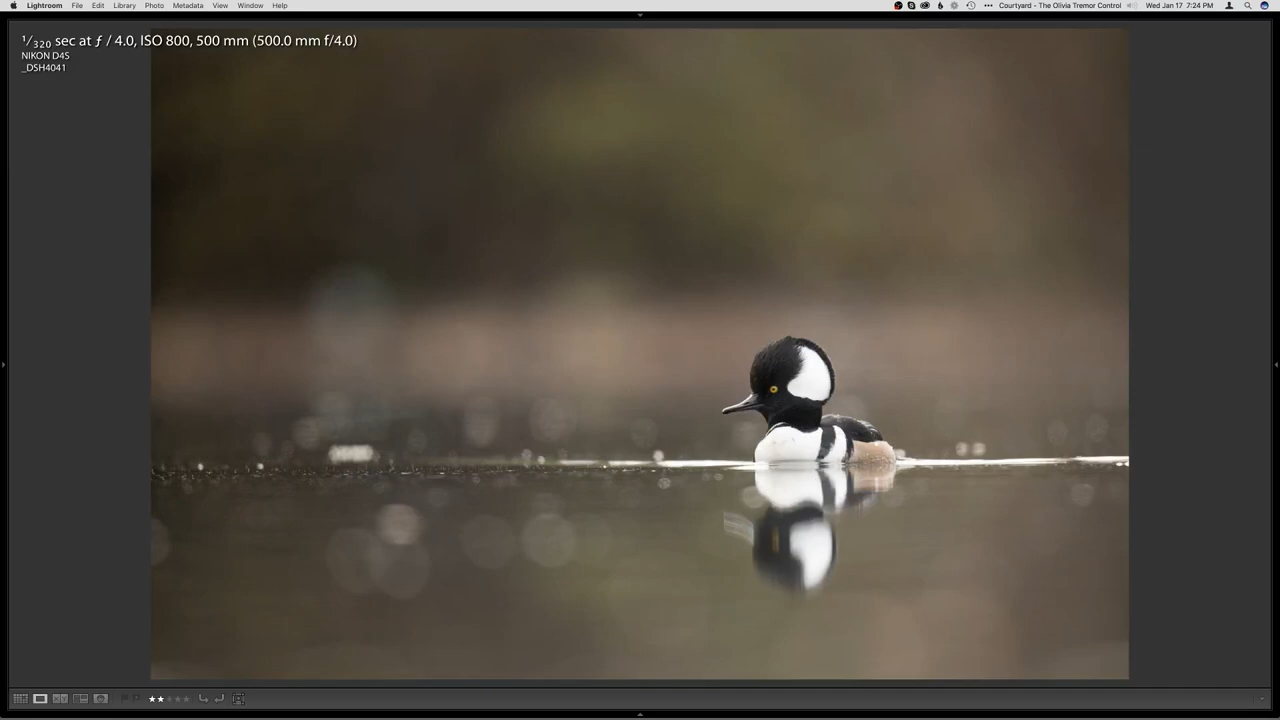 Lightroom File Edit Library Photo Metadata View Window Help Courtyard - The Olivia Tremor Control Wed Jan 17 7:24 PM
1/320 sec at ƒ / 4.0, ISO 800, 500 mm (500.0 mm f/4.0)
NIKON D4S
_DSH4041